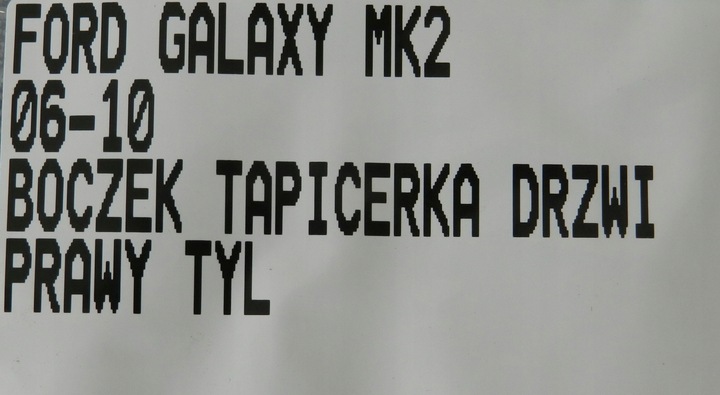 FORD GALAXY MK2
06-10
BOCZEK TAPICERKA DRZWI
PRAWY TYL